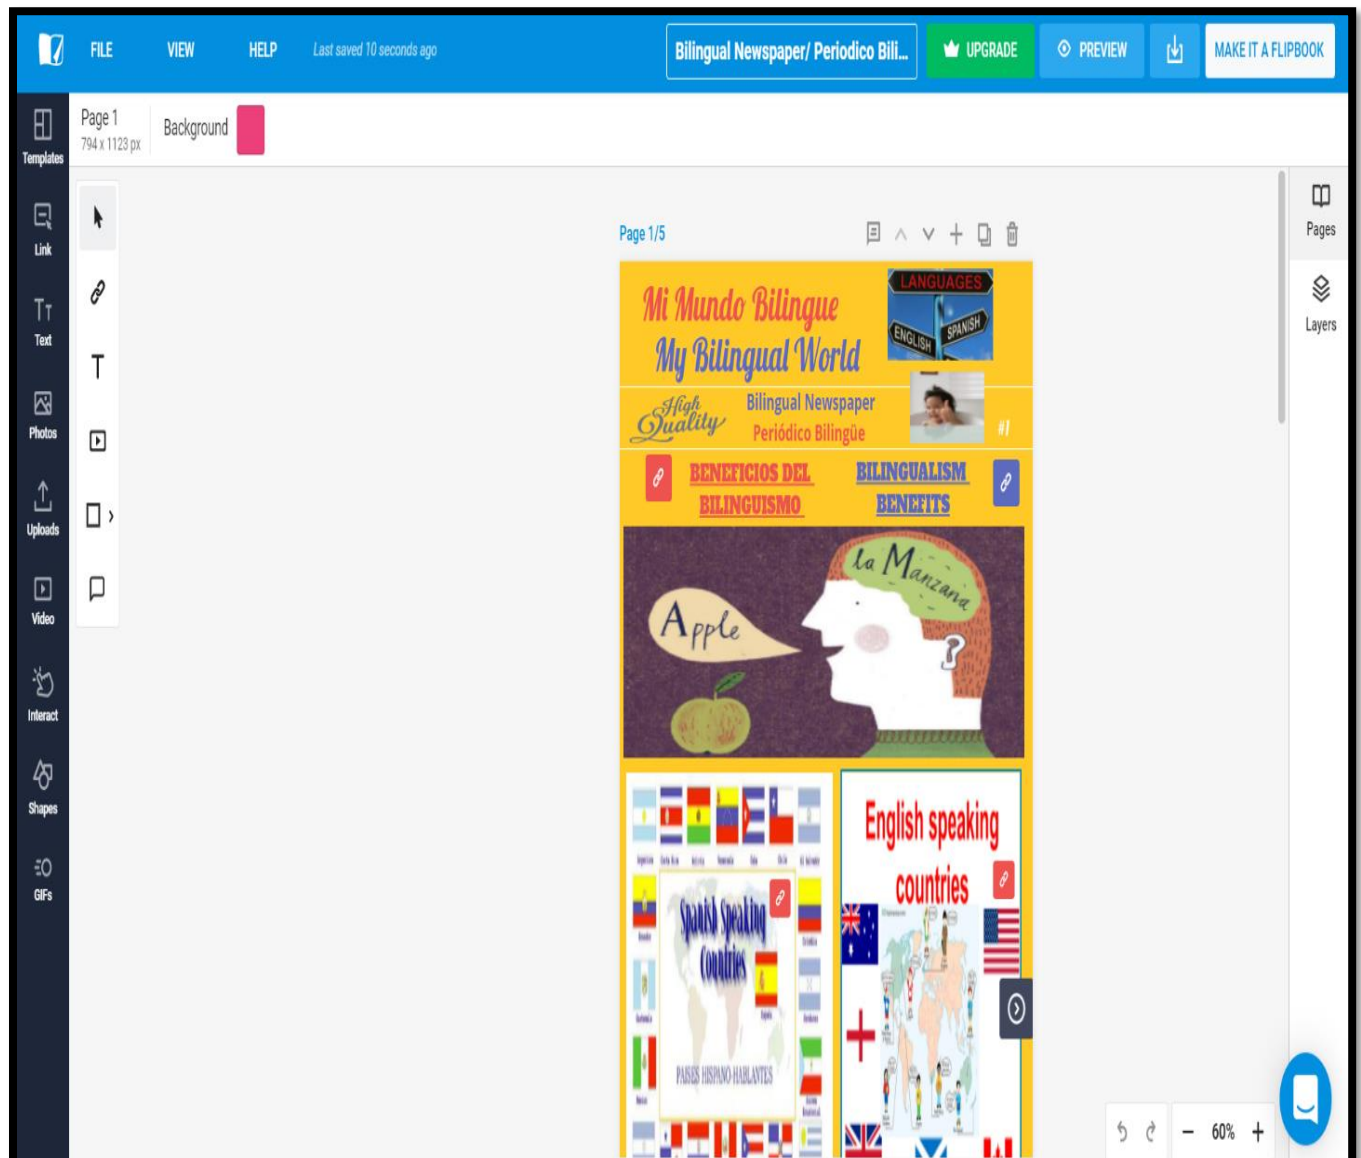 FILE VIEW HELP Last saved 10 seconds ago Bilingual Newspaper/ Periodico Bili... UPGRADE PREVIEW MAKE IT A FLIPBOOK
Page 1
794 x 1123 px
Background
Templates
Link
Text
Photos
Uploads
Video
Interact
Shapes
GIFs
Pages
Layers
Page 1/5
Mi Mundo Bilingue
My Bilingual World
LANGUAGES
ENGLISH
SPANISH
High
Quality
Bilingual Newspaper
Periódico Bilingüe
#1
BENEFICIOS DEL
BILINGUISMO
BILINGUALISM
BENEFITS
Apple
la Manzana
Spanish Speaking
Countries
PAISES HISPANO-HABLANTES
English speaking
countries
60%